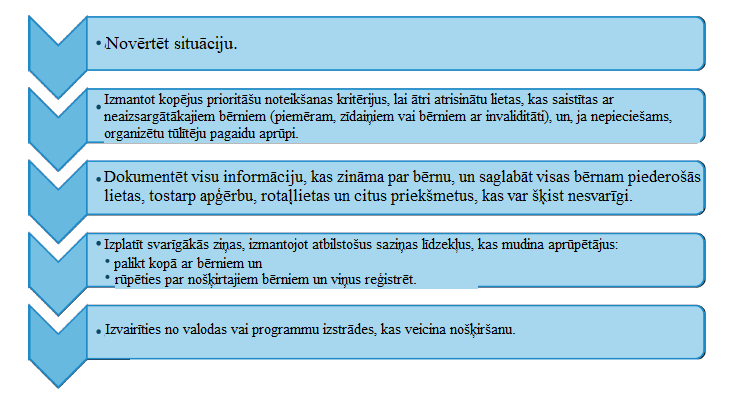 • Novērtēt situāciju.
• Izmantot kopējus prioritāšu noteikšanas kritērijus, lai ātri atrisinātu lietas, kas saistītas ar
neaizsargātākajiem bērniem (piemēram, zīdaiņiem vai bērniem ar invaliditāti), un, ja nepieciešams,
organizētu tūlītēju pagaidu aprūpi.
• Dokumentēt visu informāciju, kas zināma par bērnu, un saglabāt visas bērnam piederošās
lietas, tostarp apģērbu, rotaļlietas un citus priekšmetus, kas var šķist nesvarīgi.
• Izplatīt svarīgākās ziņas, izmantojot atbilstošus saziņas līdzekļus, kas mudina aprūpētājus:
• palikt kopā ar bērniem un
• rūpēties par nošķirtajiem bērniem un viņus reģistrēt.
• Izvairīties no valodas vai programmu izstrādes, kas veicina nošķiršanu.